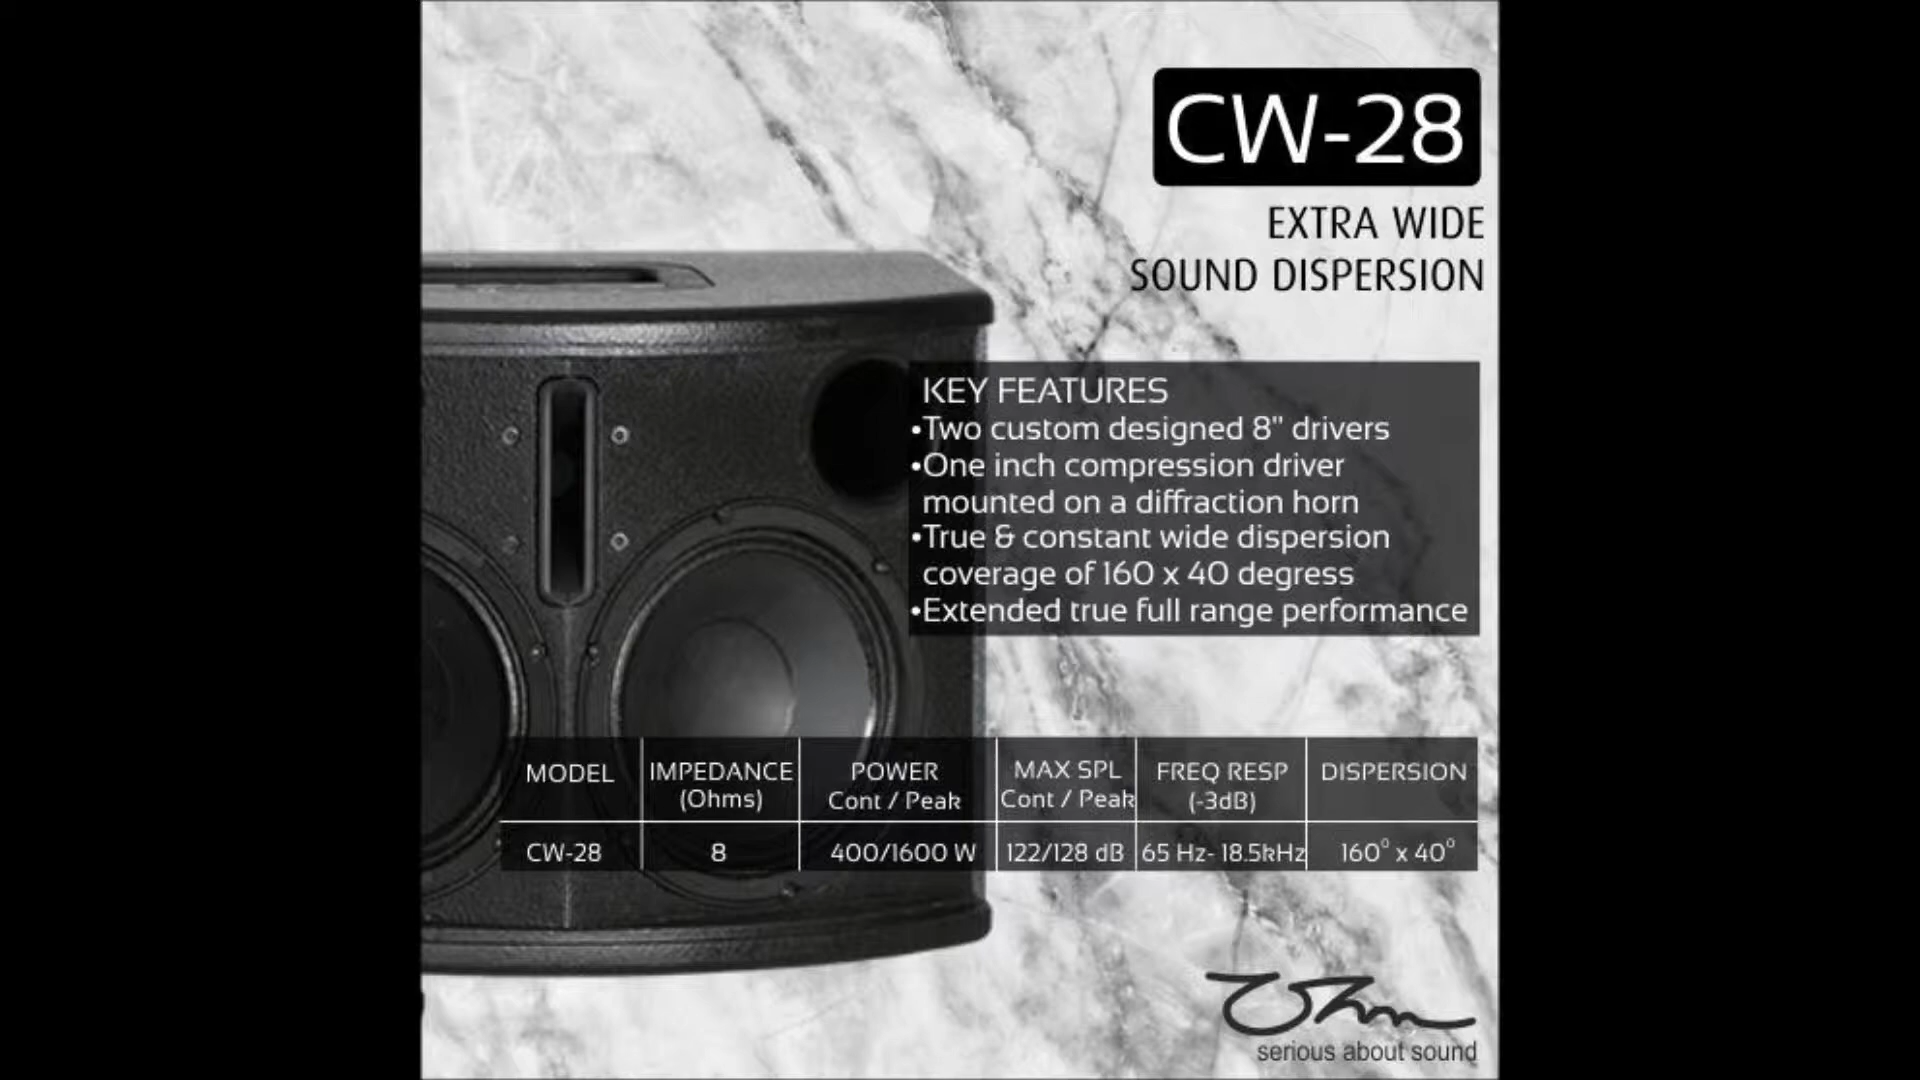 CW-28
EXTRA WIDE
SOUND DISPERSION
KEY FEATURES
•Two custom designed 8" drivers
•One inch compression driver
mounted on a diffraction horn
•True & constant wide dispersion
coverage of 160 x 40 degress
•Extended true full range performance
MODEL IMPEDANCE (Ohms) POWER Cont / Peak MAX SPL Cont / Peak FREQ RESP (-3dB) DISPERSION
CW-28 8 400/1600 W 122/128 dB 65 Hz- 18.5kHz 160° x 40°
Ohm
serious about sound